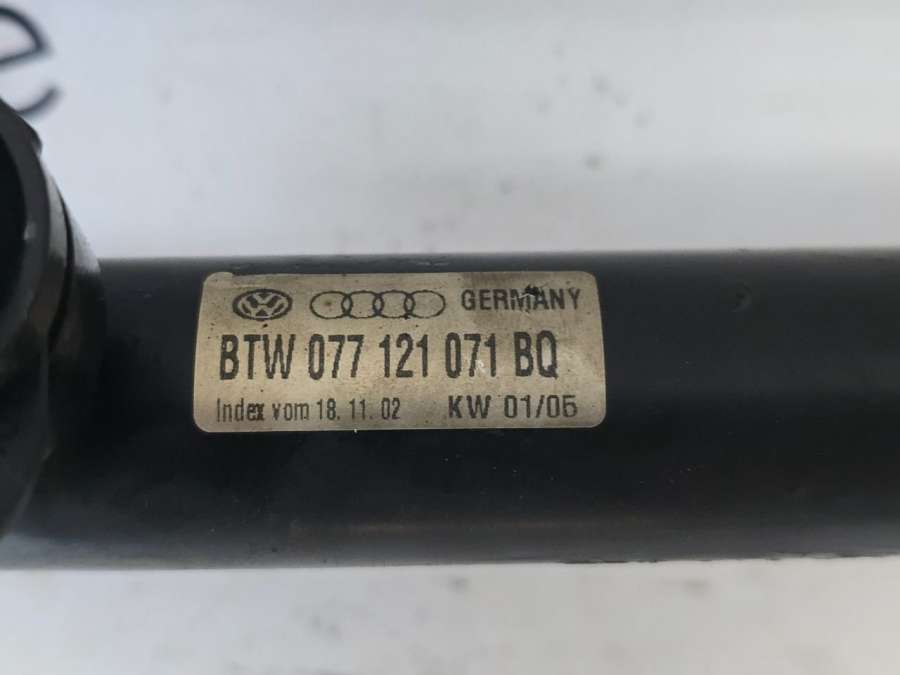 e
GERMANY
BTW 077 121 071 BQ
Index vom 18. 11. 02 KW 01/05